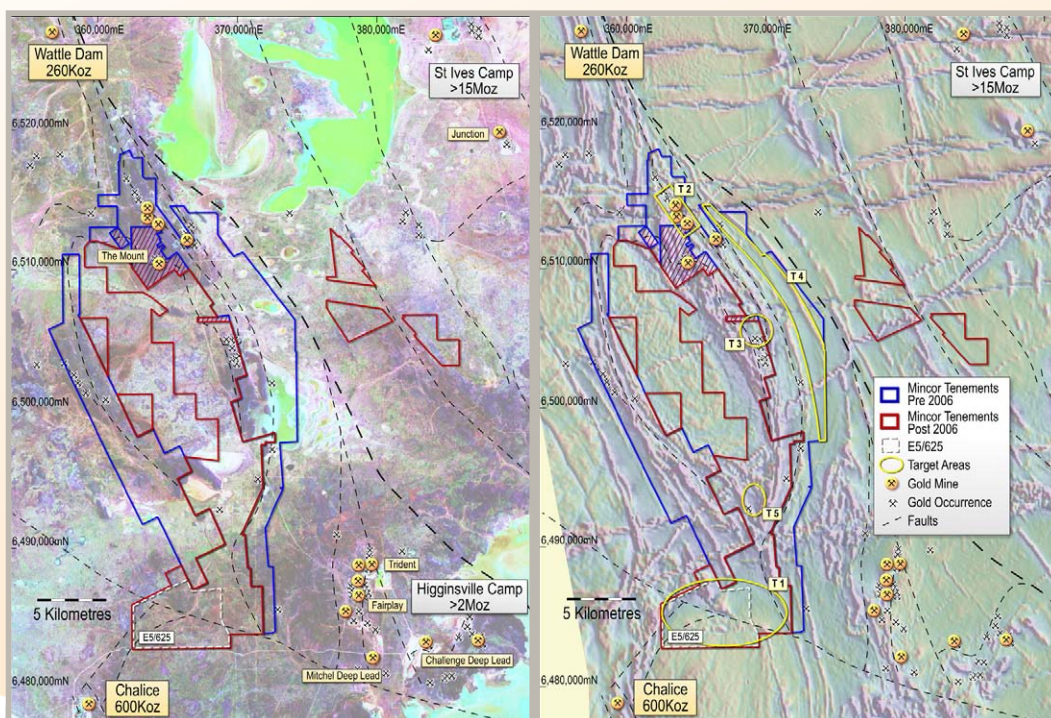 360,000mE
370,000mE
380,000mE
Wattle Dam
260Koz
St Ives Camp
>15Moz
Junction
6,520,000mN
The Mount
6,510,000mN
6,500,000mN
6,490,000mN
Trident
Higginsville Camp
>2Moz
Fairplay
5 Kilometres
E5/625
Challenge Deep Lead
Mitchel Deep Lead
6,480,000mN
Chalice
600Koz
360,000mE
370,000mE
380,000mE
Wattle Dam
260Koz
St Ives Camp
>15Moz
6,520,000mN
T 2
6,510,000mN
T 4
T 3
Mincor Tenements
Pre 2006
Mincor Tenements
Post 2006
E5/625
Target Areas
Gold Mine
Gold Occurrence
Faults
6,500,000mN
T 5
6,490,000mN
T 1
5 Kilometres
E5/625
Higginsville Camp
>2Moz
6,480,000mN
Chalice
600Koz